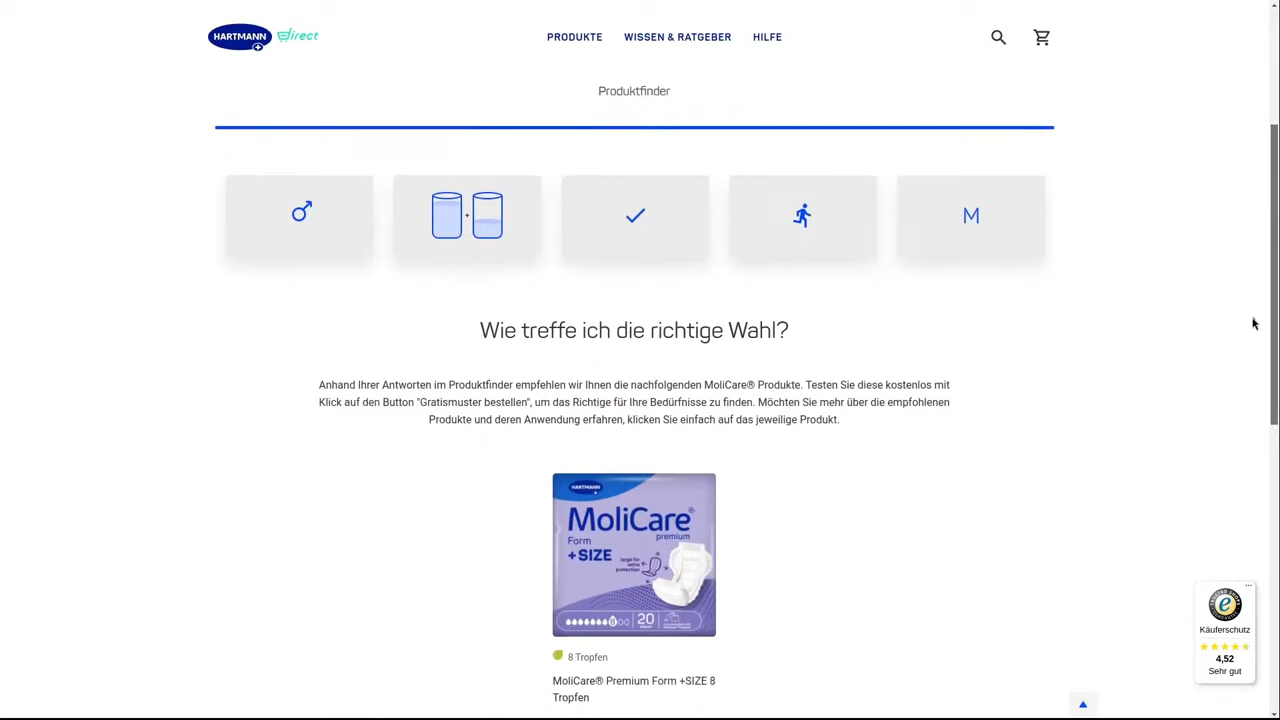 HARTMANN direct
PRODUKTE WISSEN & RATGEBER HILFE
Produktfinder
+
M
Wie treffe ich die richtige Wahl?
Anhand Ihrer Antworten im Produktfinder empfehlen wir Ihnen die nachfolgenden MoliCare® Produkte. Testen Sie diese kostenlos mit
Klick auf den Button "Gratismuster bestellen", um das Richtige für Ihre Bedürfnisse zu finden. Möchten Sie mehr über die empfohlenen
Produkte und deren Anwendung erfahren, klicken Sie einfach auf das jeweilige Produkt.
HARTMANN
MoliCare®
premium
Form
+SIZE
large for
extra
protection
8
20
8 Tropfen
MoliCare® Premium Form +SIZE 8
Tropfen
Käuferschutz
4,52
Sehr gut